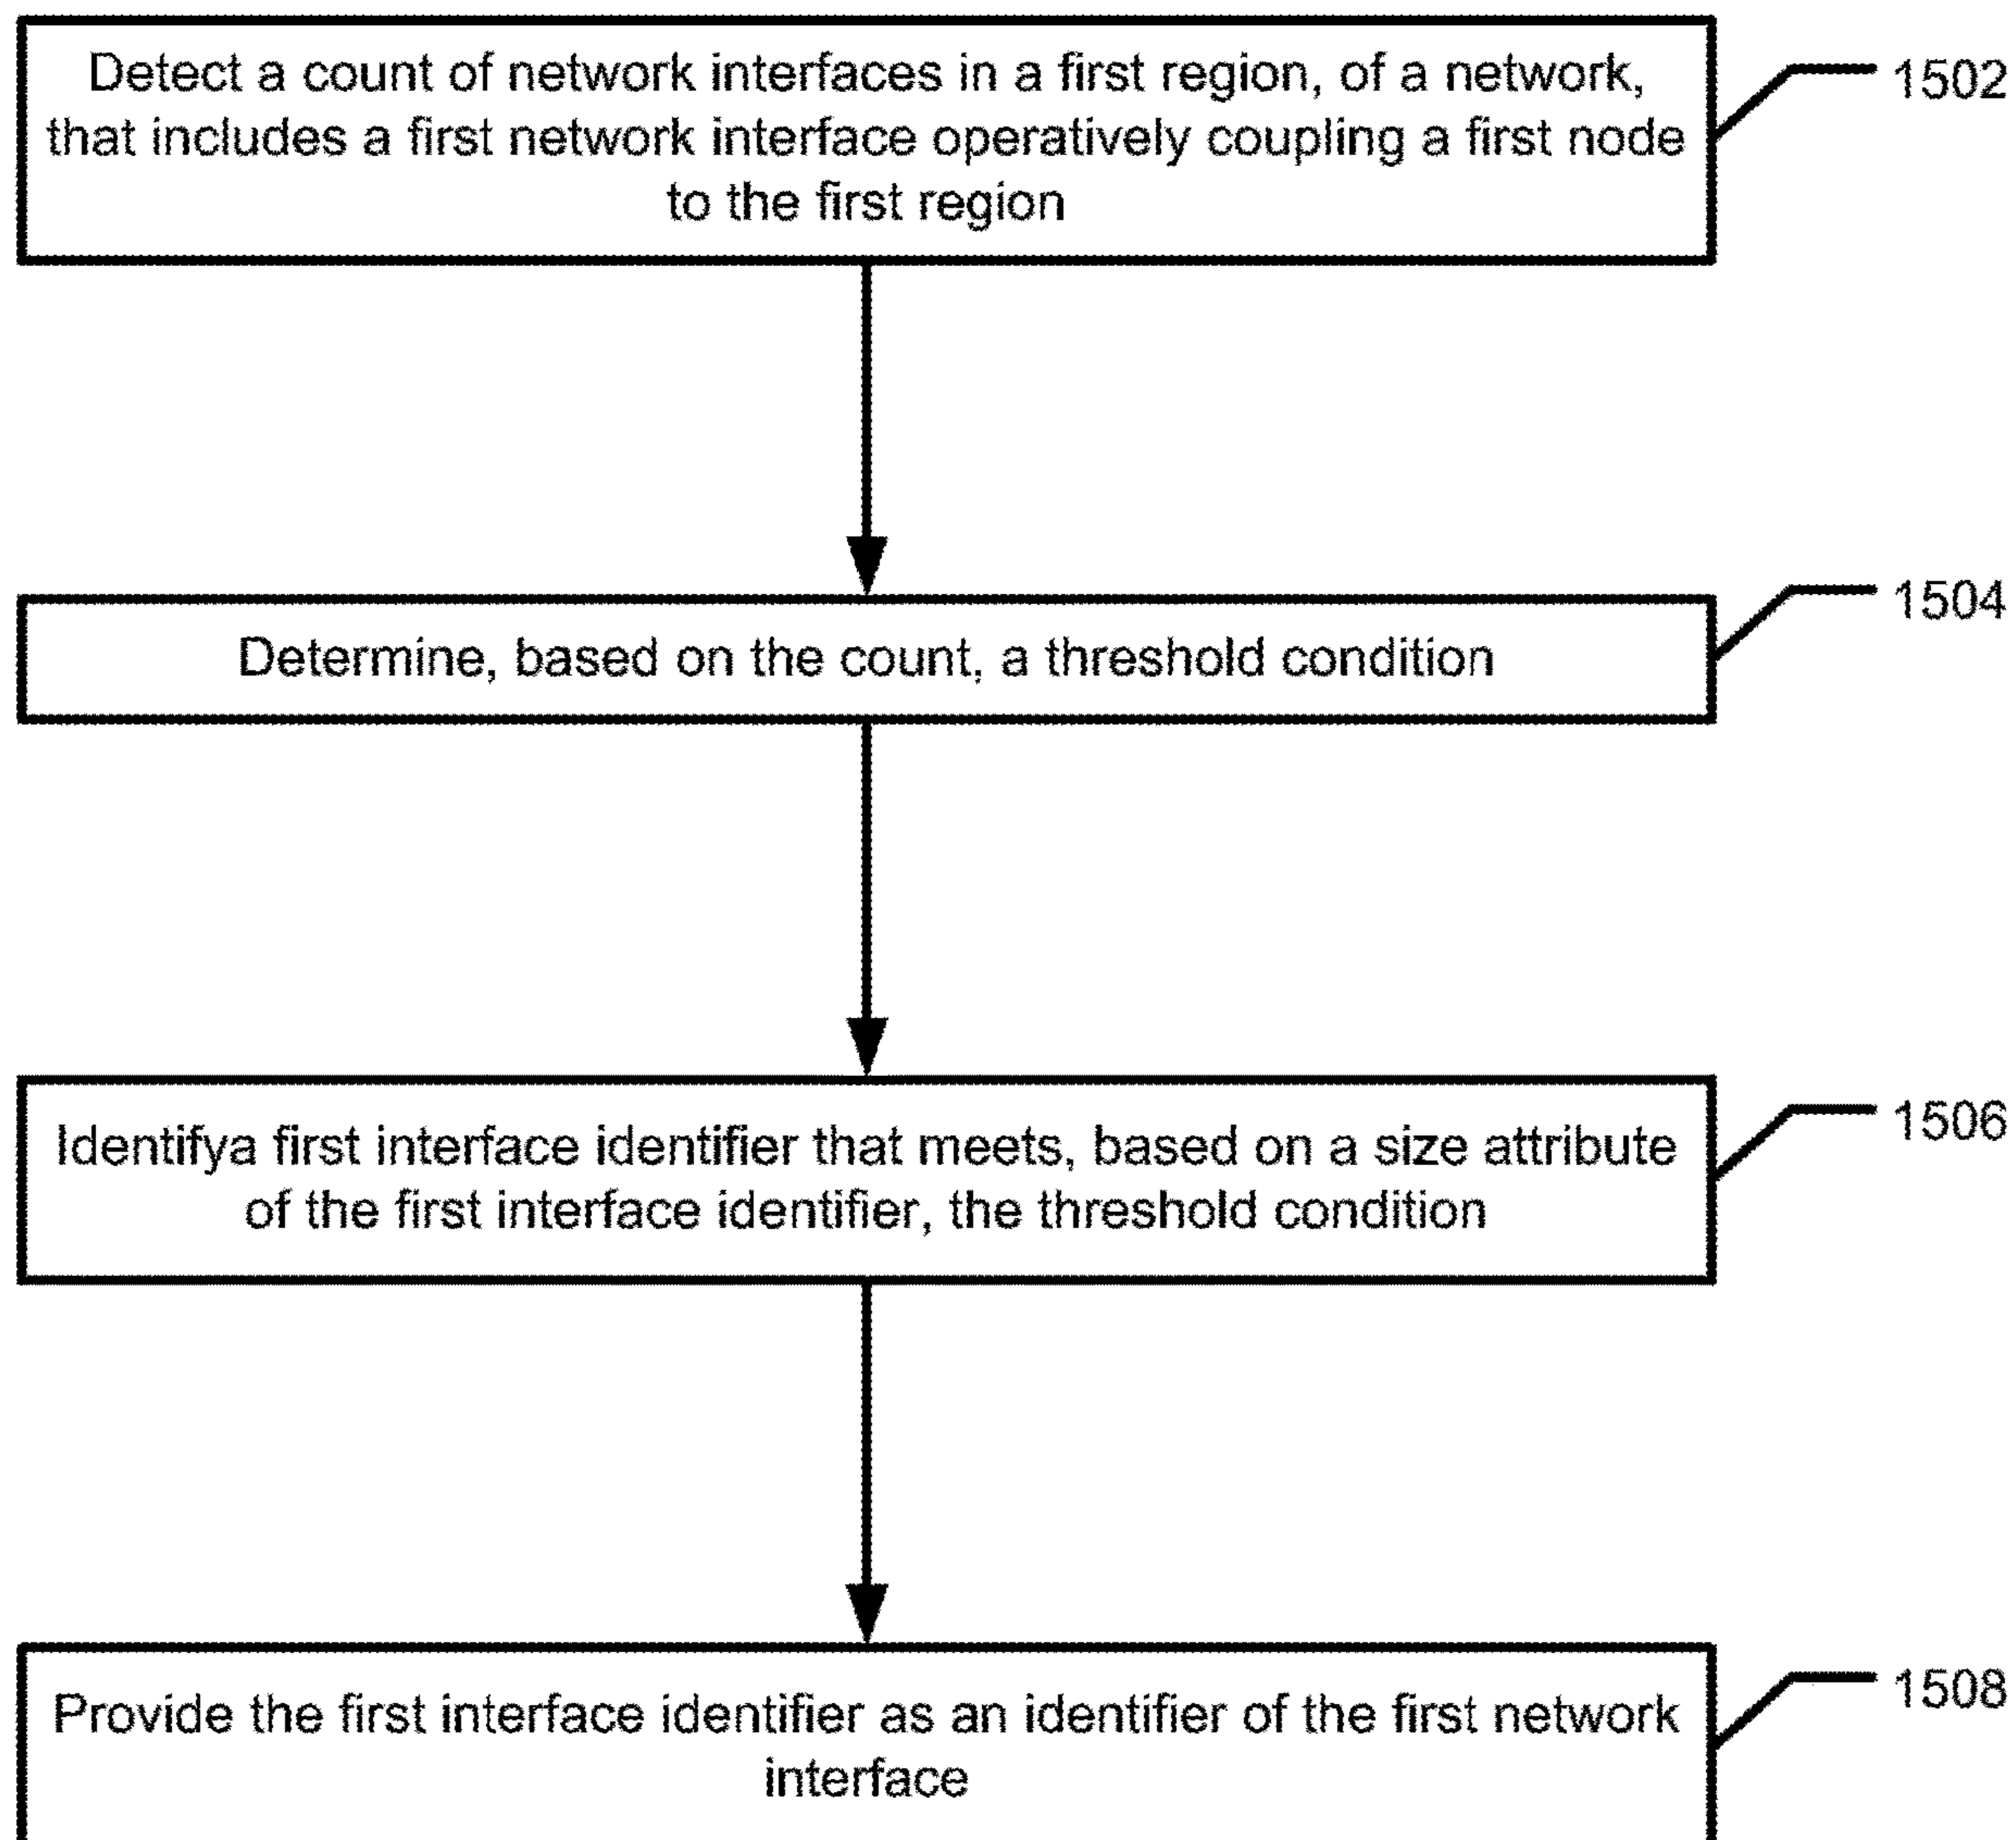 Detect a count of network interfaces in a first region, of a network,
that includes a first network interface operatively coupling a first node
to the first region
1502
Determine, based on the count, a threshold condition
1504
Identifya first interface identifier that meets, based on a size attribute
of the first interface identifier, the threshold condition
1506
Provide the first interface identifier as an identifier of the first network
interface
1508